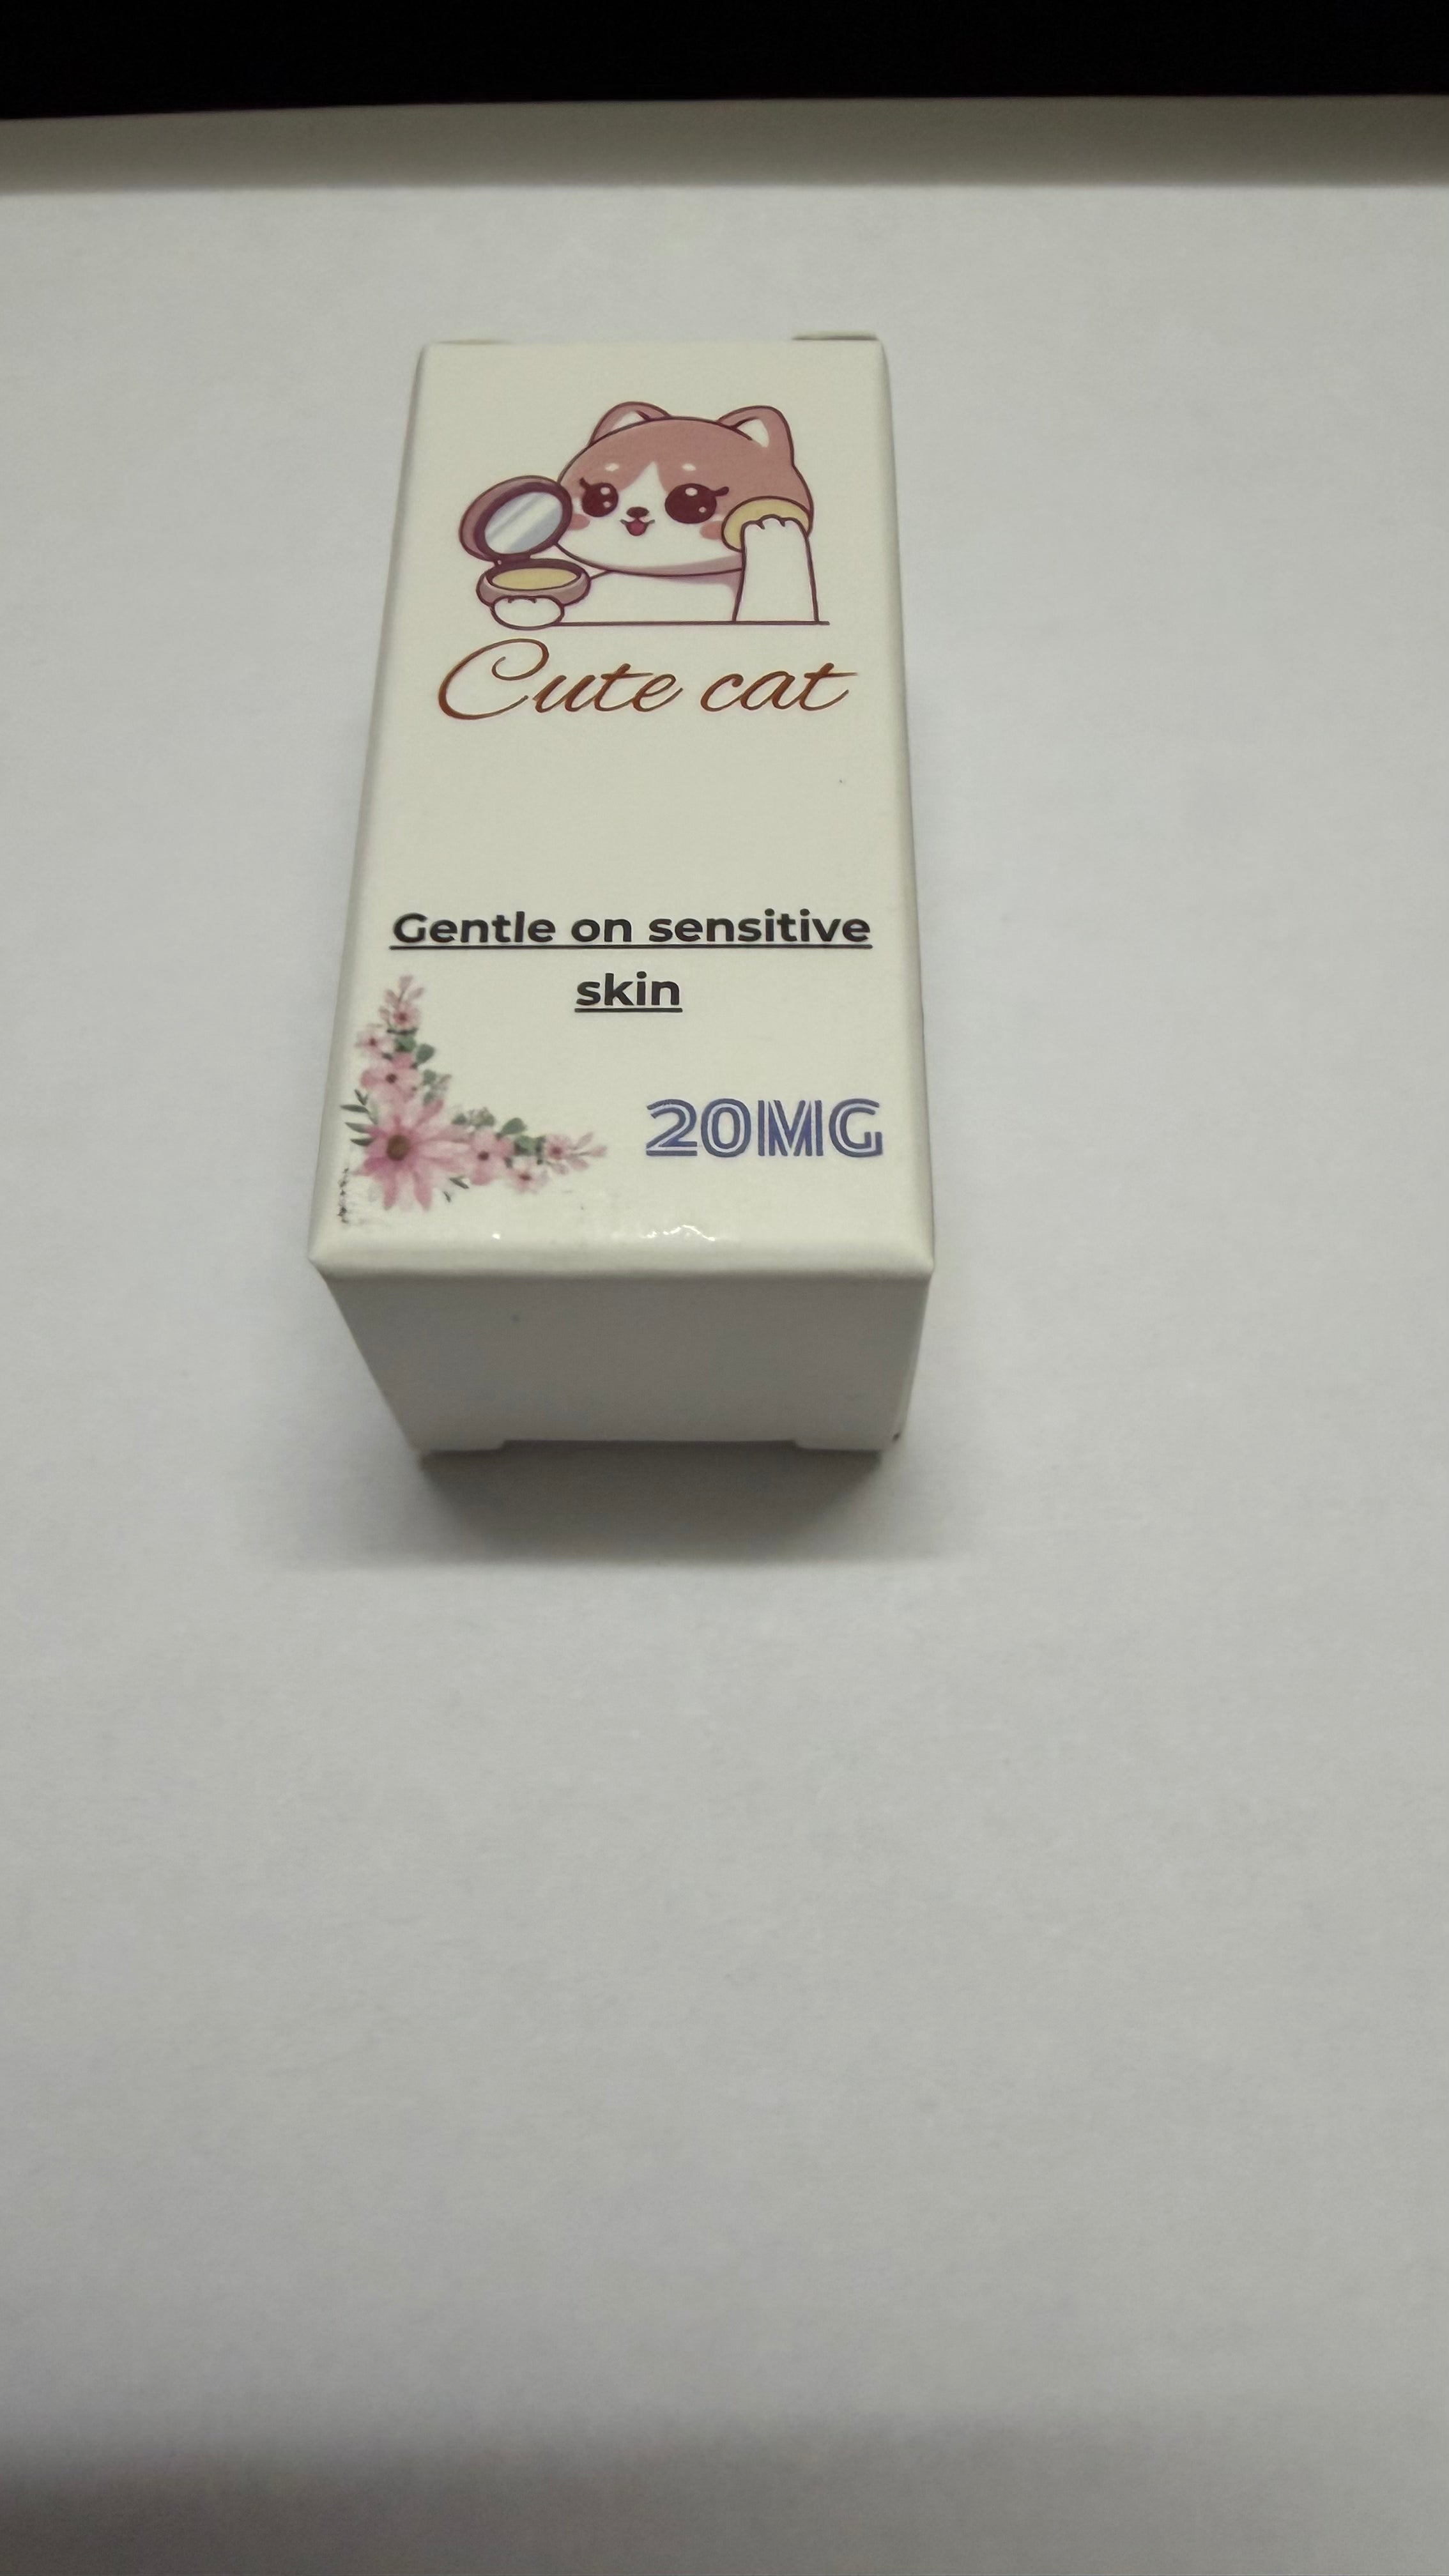 Cute cat
Gentle on sensitive
skin
20MG